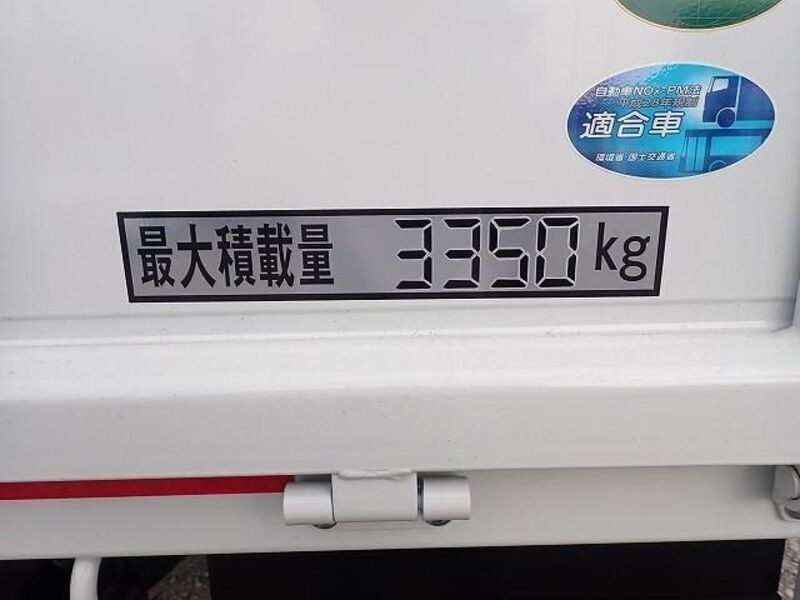 自動車NOx・PM法
平成28年規制
適合車
環境省・国土交通省
最大積載量 3350 kg